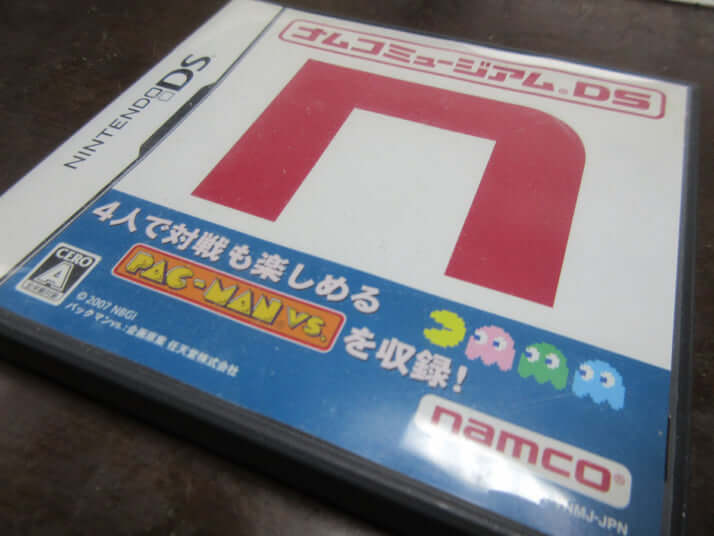 NINTENDO DS
ナムコミュージアム®DS
n
4人で対戦も楽しめる
PAC-MAN VS.
を収録!
CERO
A
© 2007 NBGI
パックマンvs.:企画原案 任天堂株式会社
namco®
NMJ-JPN